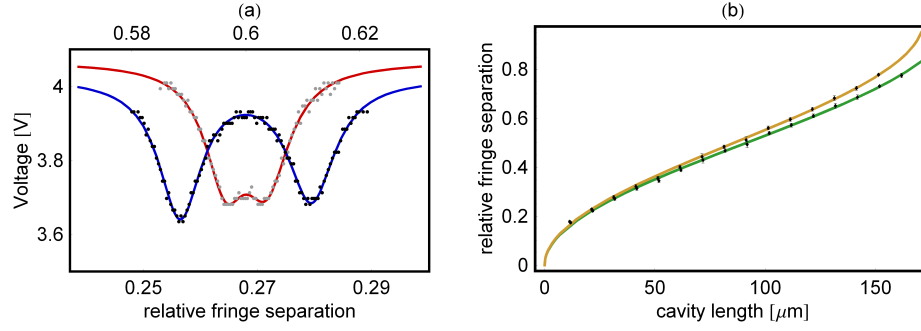 (a)
0.58 0.6 0.62
4
3.8
3.6
Voltage [V]
0.25 0.27 0.29
relative fringe separation
(b)
0.8
0.6
0.4
0.2
0
relative fringe separation
0 50 100 150
cavity length [μm]